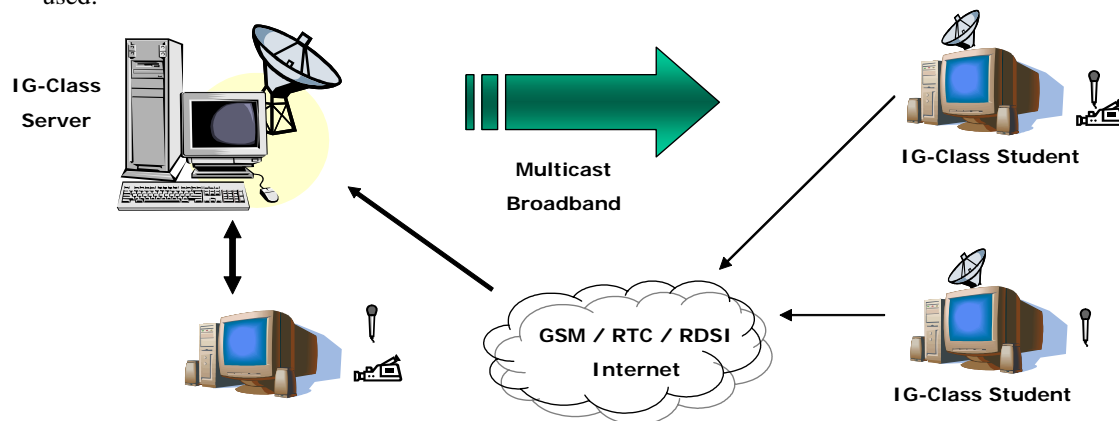 used.
IG-Class
Server
Multicast
Broadband
IG-Class Student
GSM / RTC / RDSI
Internet
IG-Class Student